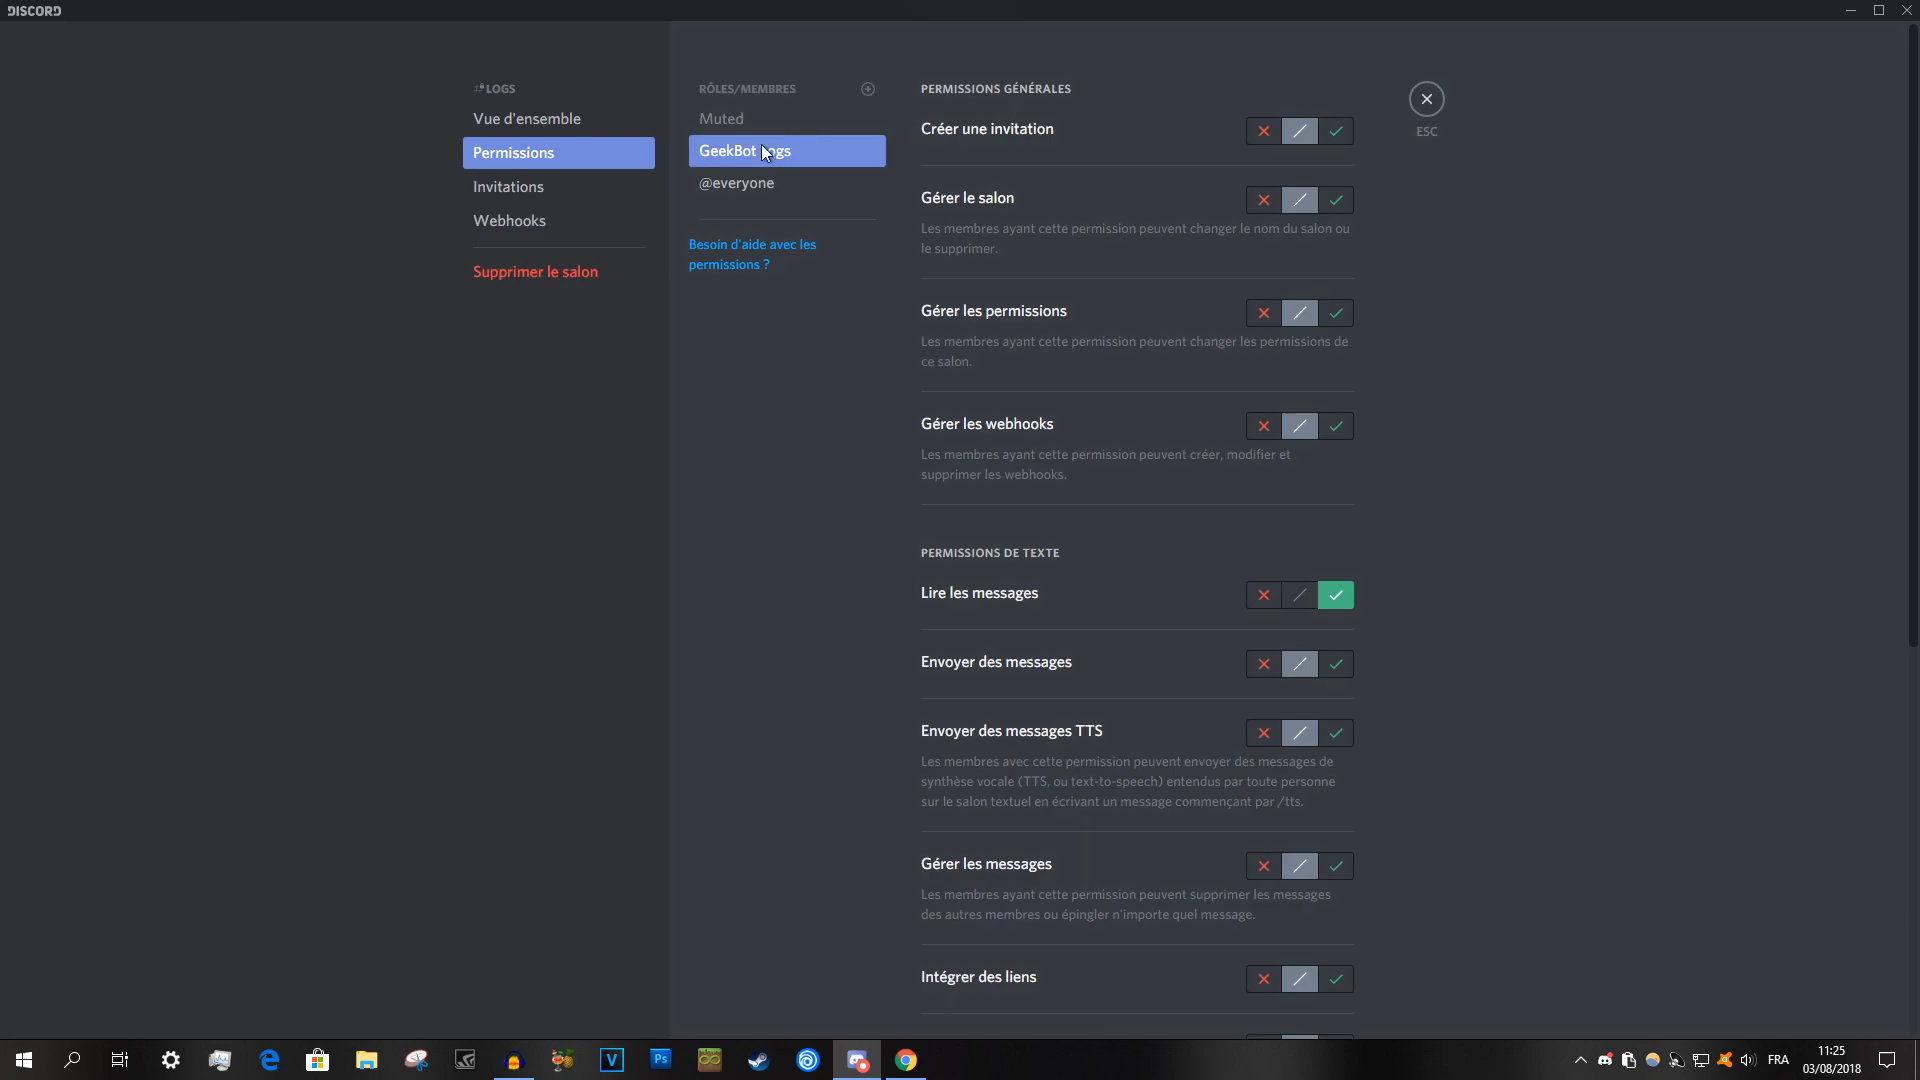 DISCORD
LOGS
Vue d'ensemble
Permissions
Invitations
Webhooks
Supprimer le salon
RÔLES/MEMBRES
Muted
GeekBot ogs
@everyone
Besoin d'aide avec les
permissions ?
PERMISSIONS GÉNÉRALES
Créer une invitation
Gérer le salon
Les membres ayant cette permission peuvent changer le nom du salon ou
le supprimer.
Gérer les permissions
Les membres ayant cette permission peuvent changer les permissions de
ce salon.
Gérer les webhooks
Les membres ayant cette permission peuvent créer, modifier et
supprimer les webhooks.
PERMISSIONS DE TEXTE
Lire les messages
Envoyer des messages
Envoyer des messages TTS
Les membres avec cette permission peuvent envoyer des messages de
synthèse vocale (TTS, ou text-to-speech) entendus par toute personne
sur le salon textuel en écrivant un message commençant par /tts.
Gérer les messages
Les membres ayant cette permission peuvent supprimer les messages
des autres membres ou épingler n'importe quel message.
Intégrer des liens
ESC
V
Ps
FRA
11:25
03/08/2018